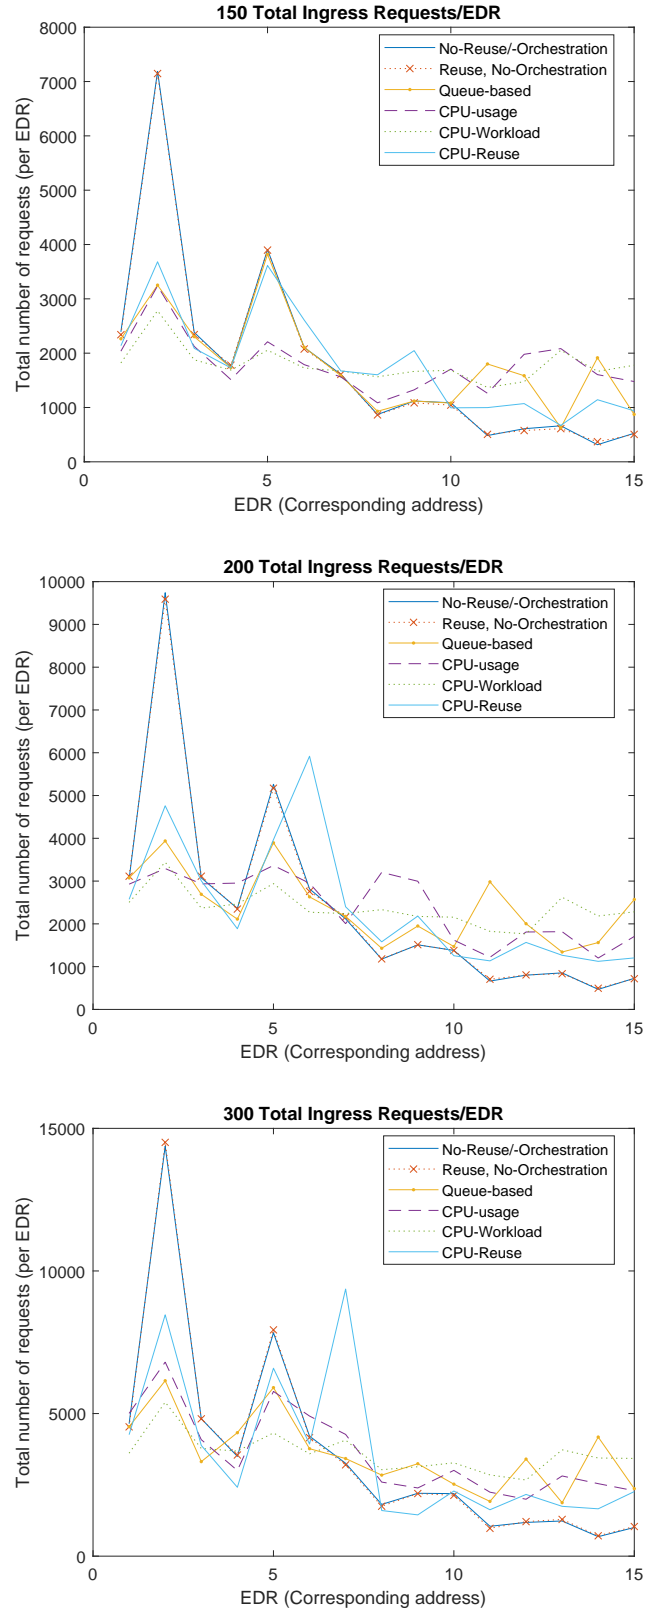 150 Total Ingress Requests/EDR
8000
7000
6000
5000
4000
3000
2000
1000
0
Total number of requests (per EDR)
No-Reuse/-Orchestration
Reuse, No-Orchestration
Queue-based
CPU-usage
CPU-Workload
CPU-Reuse
0 5 10 15
EDR (Corresponding address)
200 Total Ingress Requests/EDR
10000
9000
8000
7000
6000
5000
4000
3000
2000
1000
0
Total number of requests (per EDR)
No-Reuse/-Orchestration
Reuse, No-Orchestration
Queue-based
CPU-usage
CPU-Workload
CPU-Reuse
0 5 10 15
EDR (Corresponding address)
300 Total Ingress Requests/EDR
15000
10000
5000
0
Total number of requests (per EDR)
No-Reuse/-Orchestration
Reuse, No-Orchestration
Queue-based
CPU-usage
CPU-Workload
CPU-Reuse
0 5 10 15
EDR (Corresponding address)